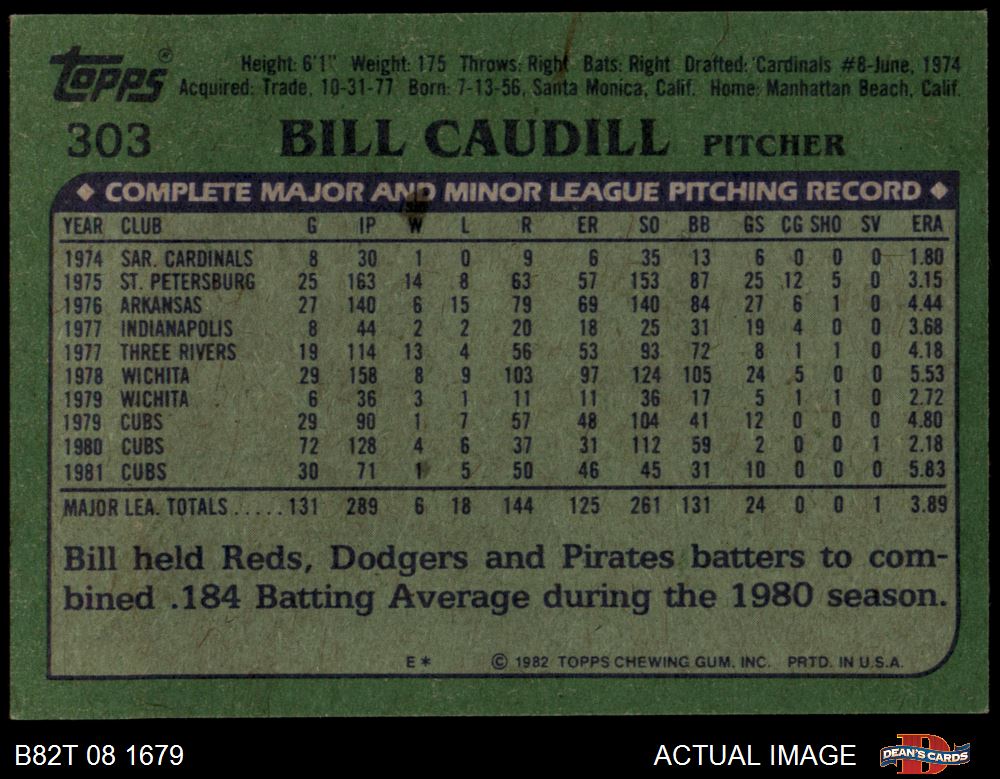 topps®
Height: 6'1" Weight: 175 Throws: Right Bats: Right Drafted: Cardinals #8-June, 1974
Acquired: Trade, 10-31-77 Born: 7-13-56, Santa Monica, Calif. Home: Manhattan Beach, Calif.
303 BILL CAUDILL PITCHER
◆ COMPLETE MAJOR AND MINOR LEAGUE PITCHING RECORD ◆
YEAR CLUB G IP W L R ER SO BB GS CG SHO SV ERA
1974 SAR. CARDINALS 8 30 1 0 9 6 35 13 6 0 0 0 1.80
1975 ST. PETERSBURG 25 163 14 8 63 57 153 87 25 12 5 0 3.15
1976 ARKANSAS 27 140 6 15 79 69 140 84 27 6 1 0 4.44
1977 INDIANAPOLIS 8 44 2 2 20 18 25 31 19 4 0 0 3.68
1977 THREE RIVERS 19 114 13 4 56 53 93 72 8 1 1 0 4.18
1978 WICHITA 29 158 8 9 103 97 124 105 24 5 0 0 5.53
1979 WICHITA 6 36 3 1 11 11 36 17 5 1 1 0 2.72
1979 CUBS 29 90 1 7 57 48 104 41 12 0 0 0 4.80
1980 CUBS 72 128 4 6 37 31 112 59 2 0 0 1 2.18
1981 CUBS 30 71 1 5 50 46 45 31 10 0 0 0 5.83
MAJOR LEA. TOTALS.....131 289 6 18 144 125 261 131 24 0 0 1 3.89
Bill held Reds, Dodgers and Pirates batters to com-
bined .184 Batting Average during the 1980 season.
E* © 1982 TOPPS CHEWING GUM, INC. PRTD. IN U.S.A.
B82T 08 1679 ACTUAL IMAGE DEAN'S CARDS